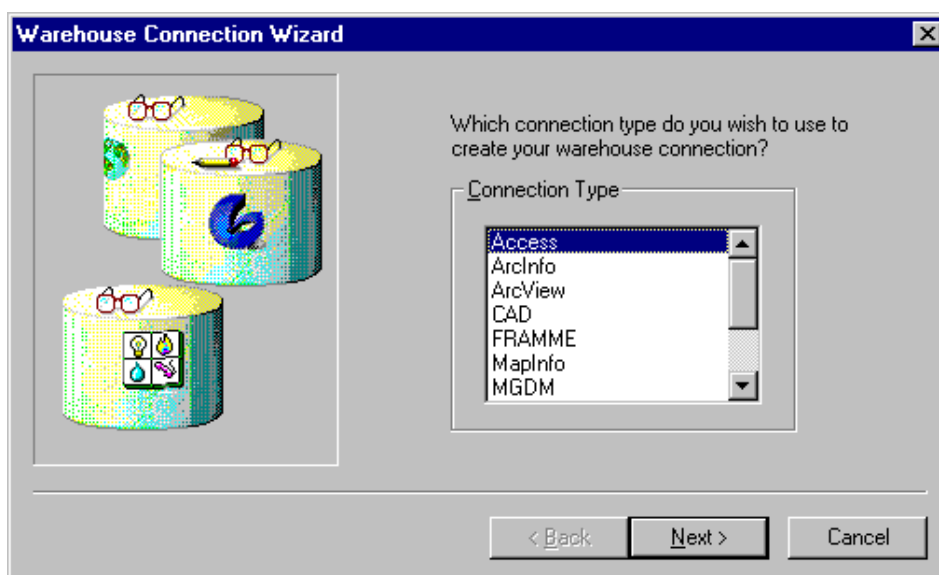 Warehouse Connection Wizard
Which connection type do you wish to use to
create your warehouse connection?
Connection Type
Access
ArcInfo
ArcView
CAD
FRAMME
MapInfo
MGDM
< Back
Next >
Cancel